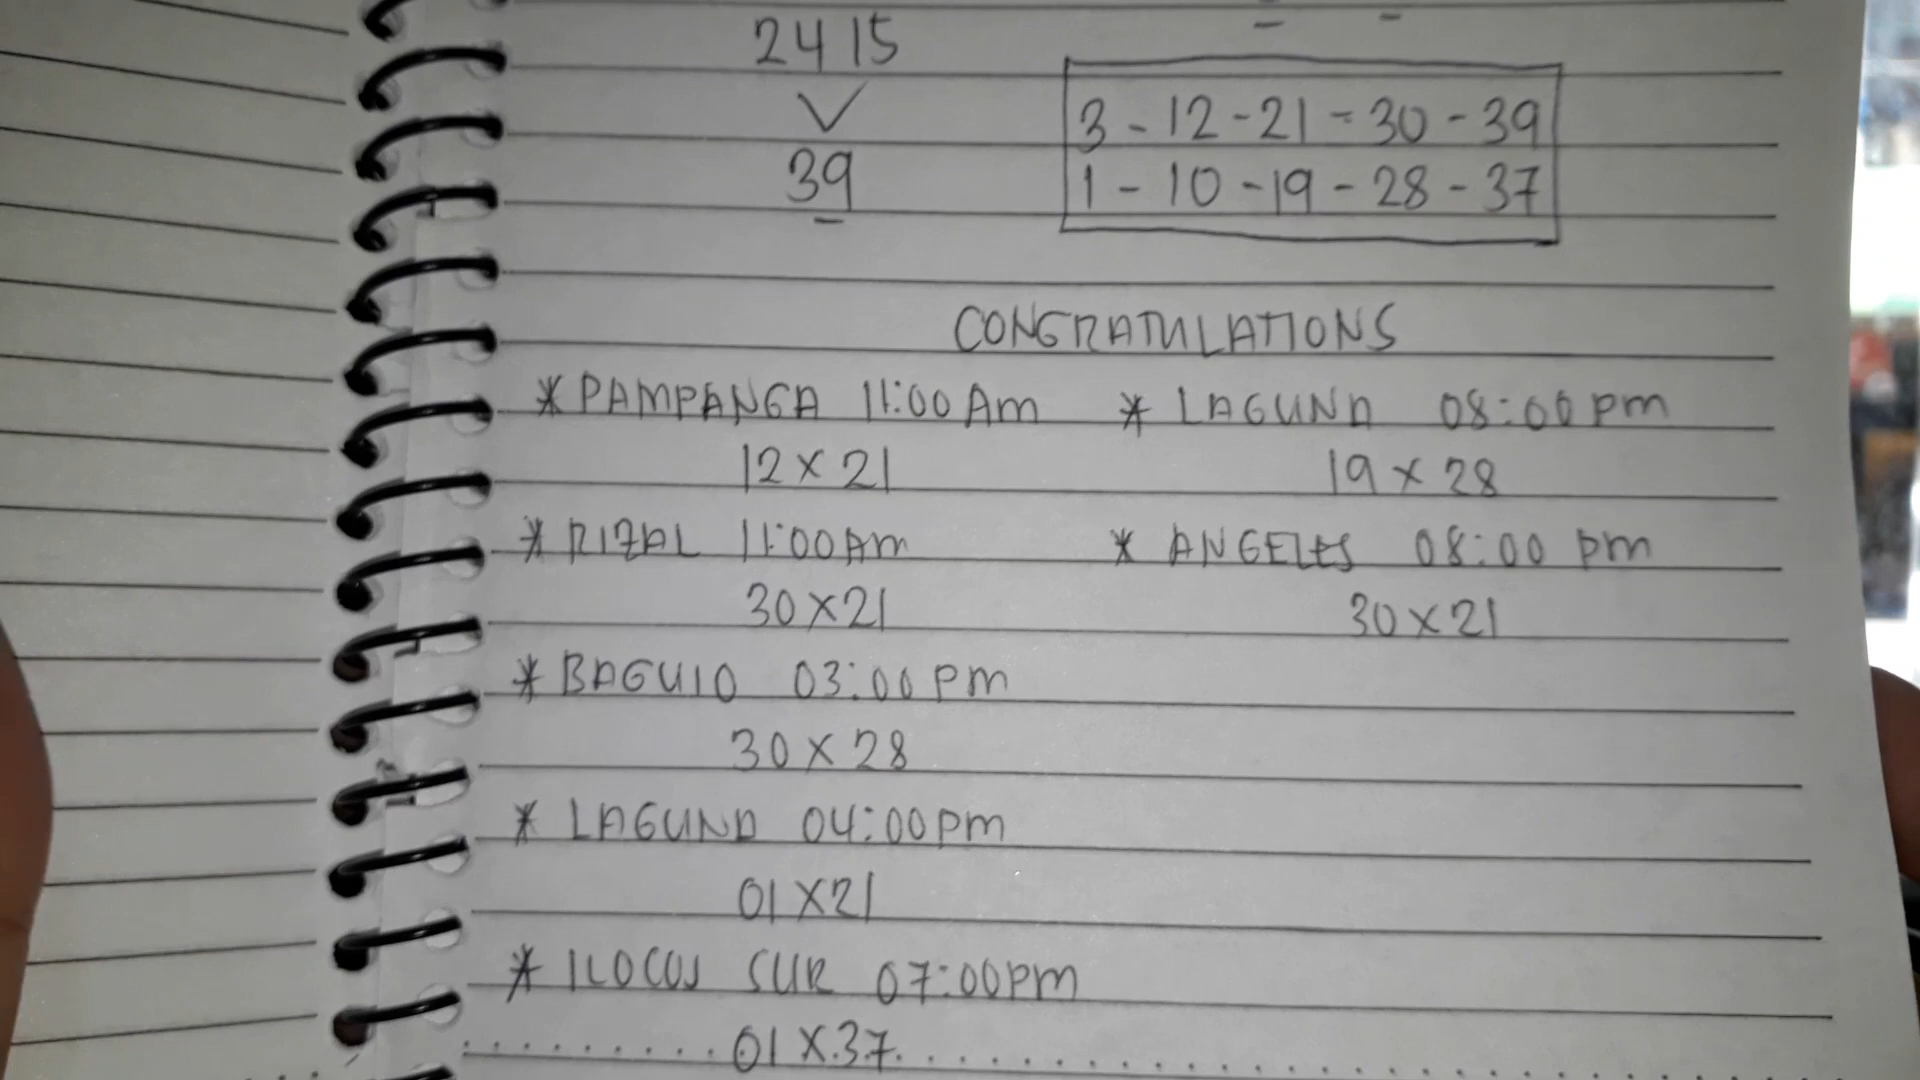 24 15
39
3 - 12 - 21 - 30 - 39
1 - 10 - 19 - 28 - 37
CONGRATULATIONS
* PAMPANGA 11:00 Am
12 x 21
* RIZAL 11:00 Am
30 x 21
* BAGUIO 03:00 pm
30 x 28
* LAGUNA 04:00 pm
01 x 21
* ILOCOS SUR 07:00 pm
01 x 37
* LAGUNA 08:00 pm
19 x 28
* ANGELES 08:00 pm
30 x 21